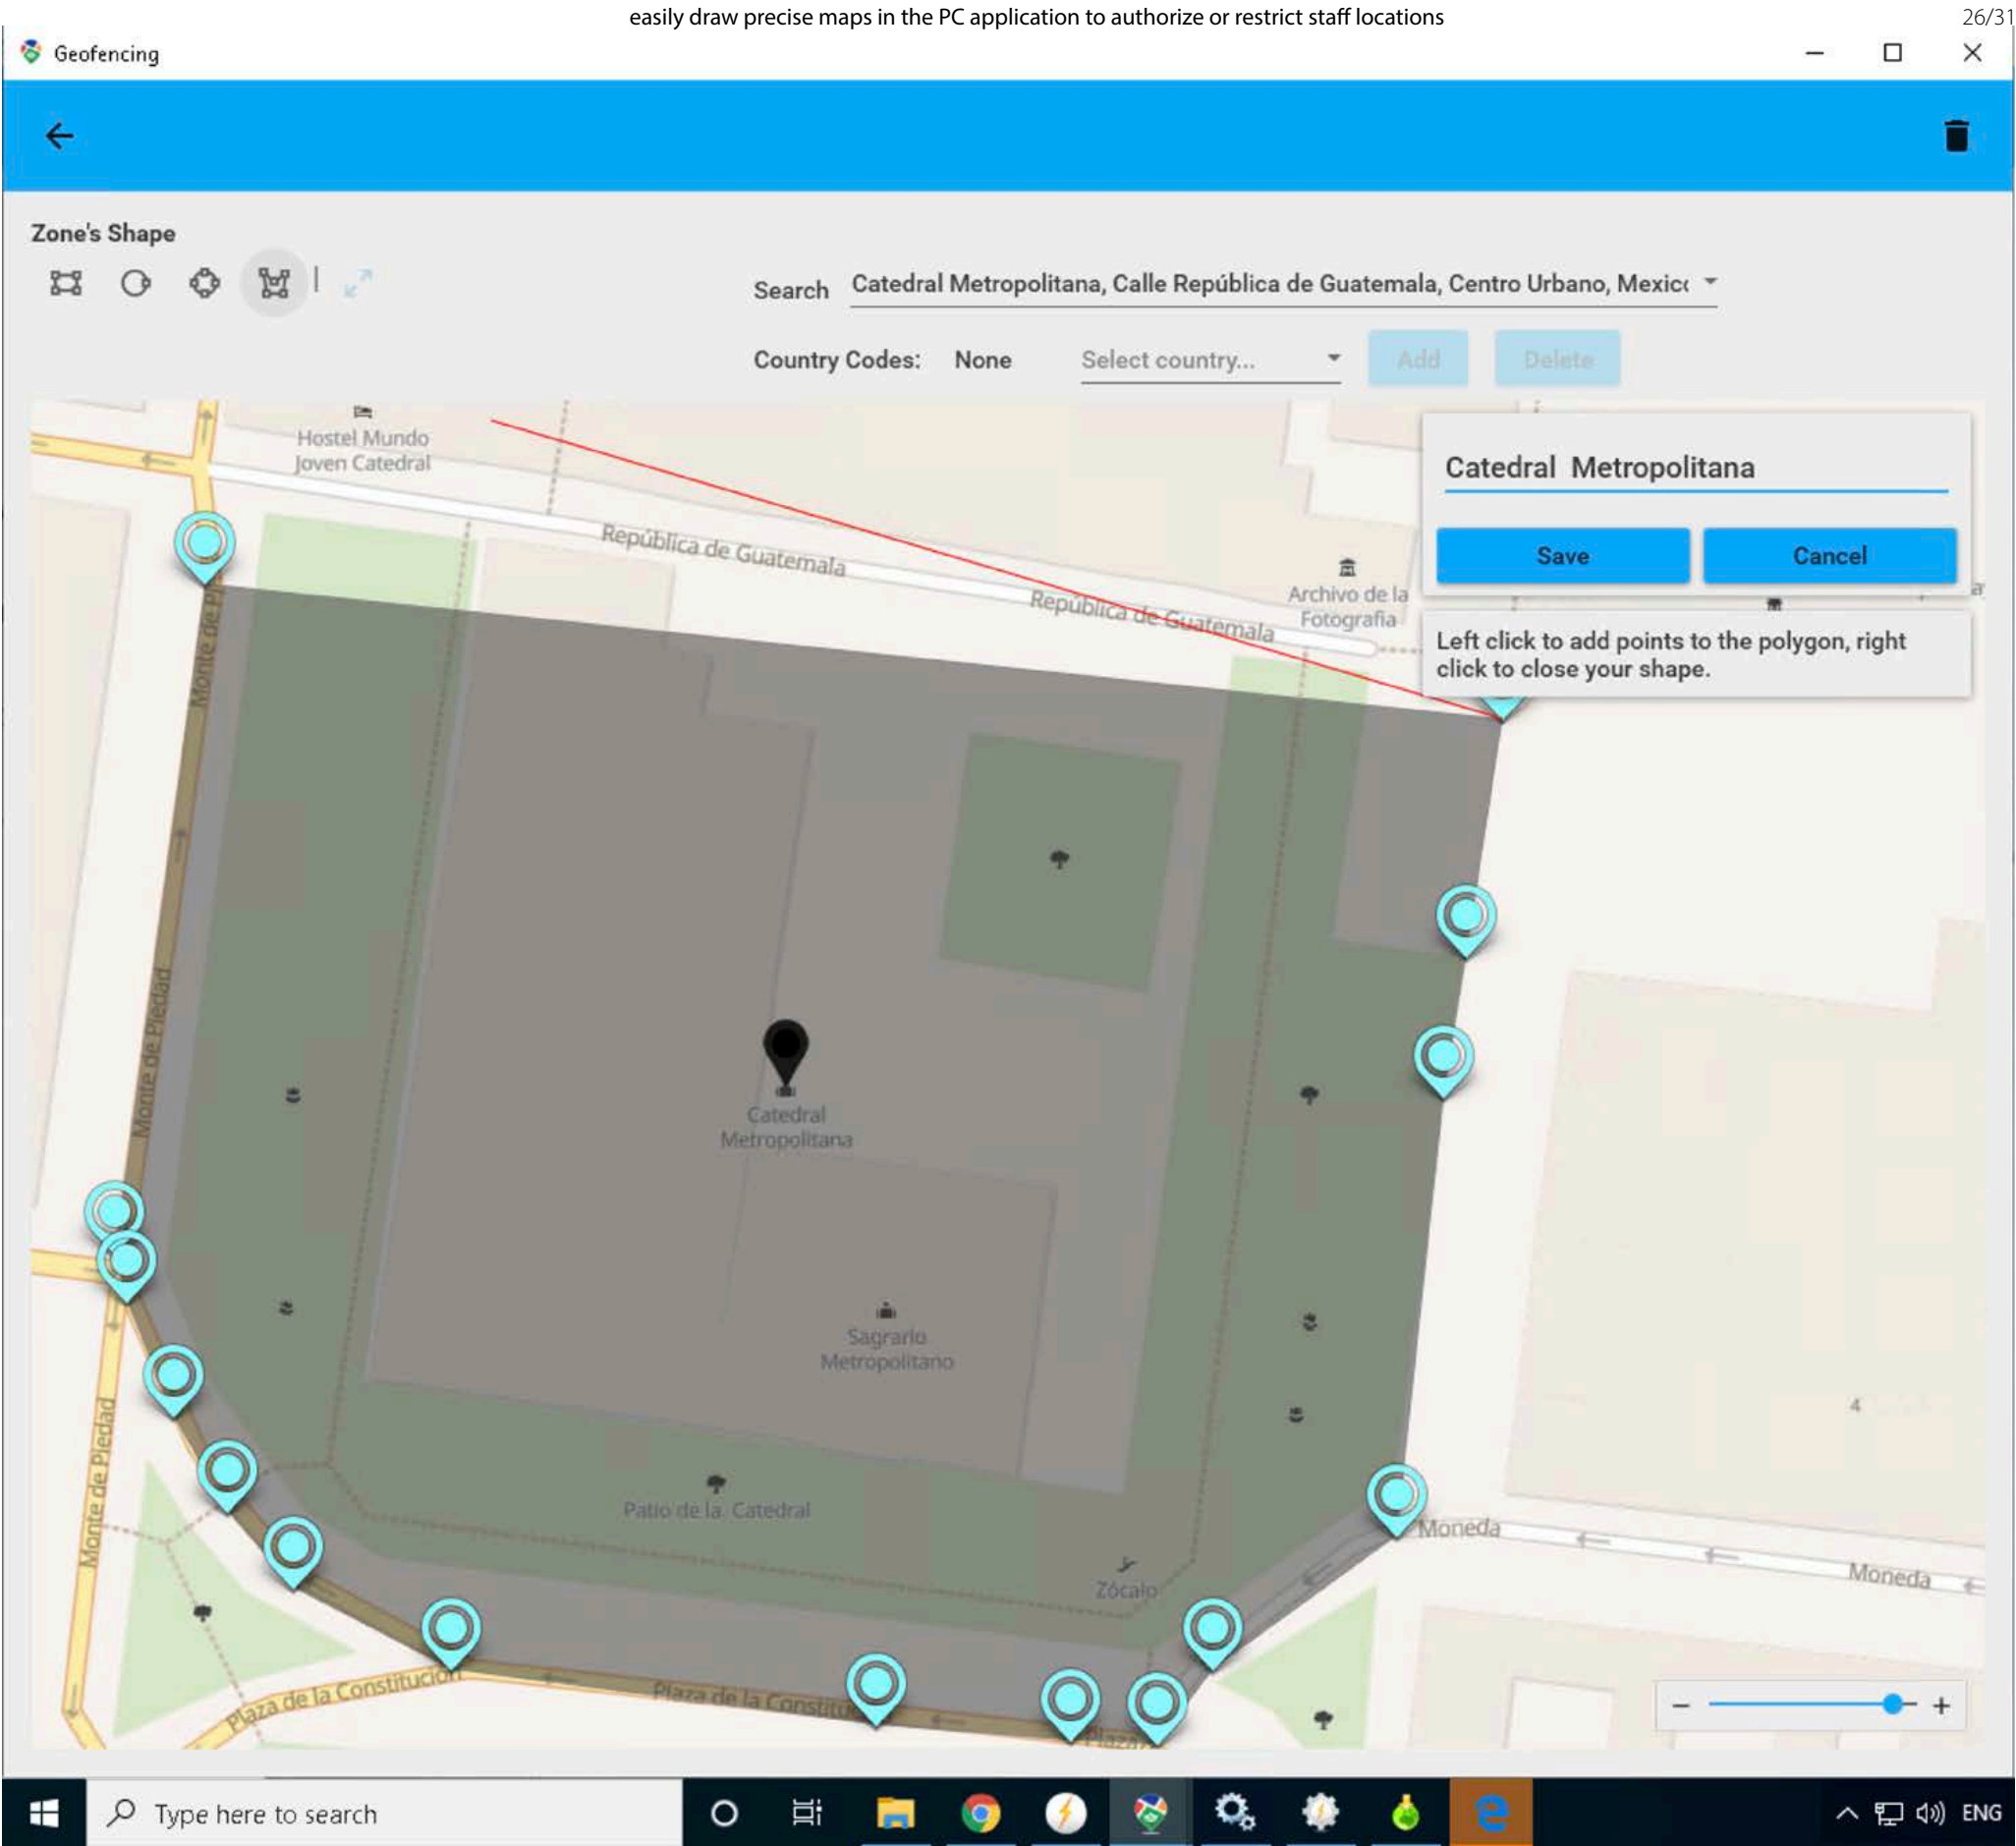 easily draw precise maps in the PC application to authorize or restrict staff locations
26/31
Geofencing
Zone's Shape
Search
Catedral Metropolitana, Calle República de Guatemala, Centro Urbano, Mexic
Country Codes:
None
Select country...
Add
Delete
Hostel Mundo
Joven Catedral
Catedral Metropolitana
Save
Cancel
República de Guatemala
República de Guatemala
Archivo de la
Fotografía
Left click to add points to the polygon, right
click to close your shape.
Monte de
Monte de Piedad
Catedral
Metropolitana
Sagrario
Metropolitano
4
Monte de Piedad
Patio de la Catedral
Moneda
Moneda
Zócalo
Plaza de la Constitución
Plaza de la Constitu
Plaza
Type here to search
ENG